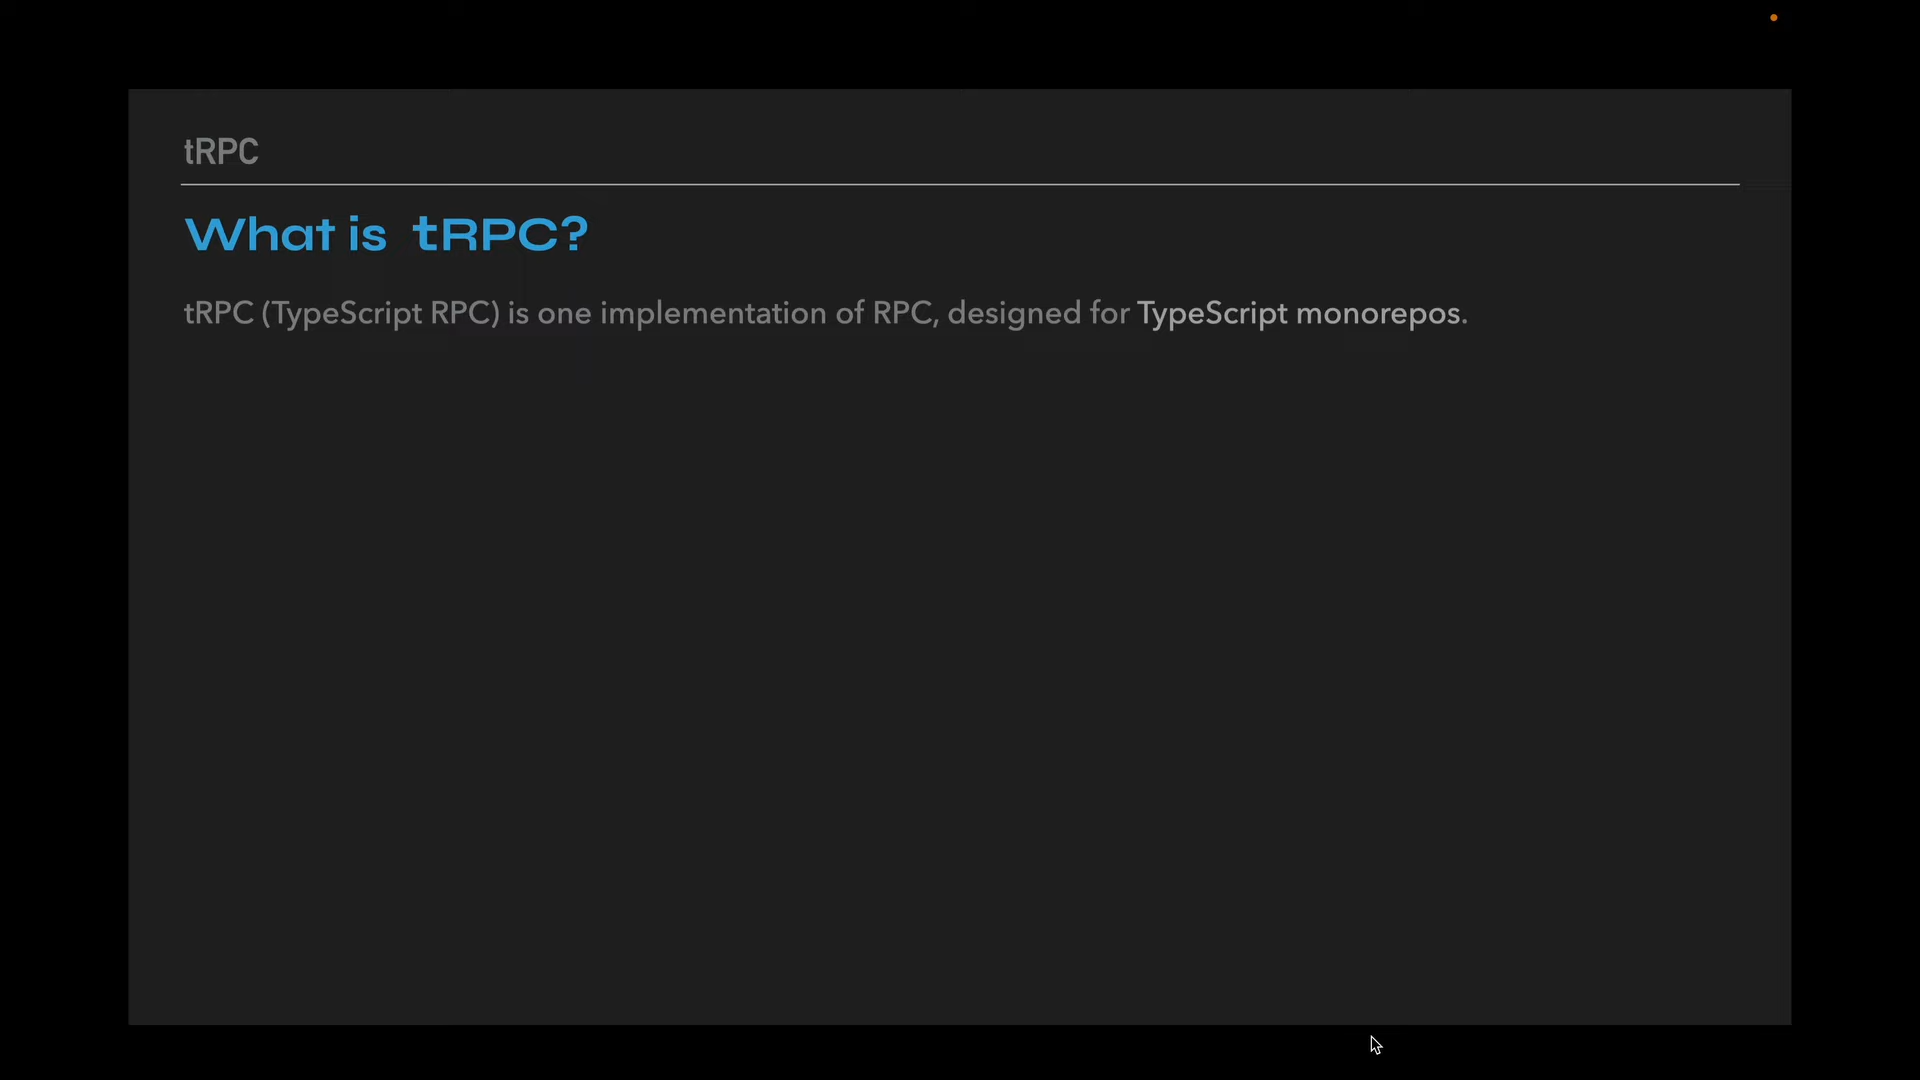 tRPC
What is tRPC?
tRPC (TypeScript RPC) is one implementation of RPC, designed for TypeScript monorepos.